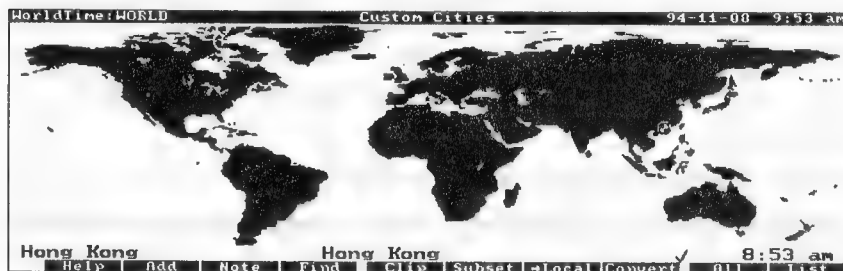 WorldTime:WORLD Custom Cities 94-11-08 9:53 am
Hong Kong Hong Kong 8:53 am
Help Add Note Find Clip Subset →Local Convert All List